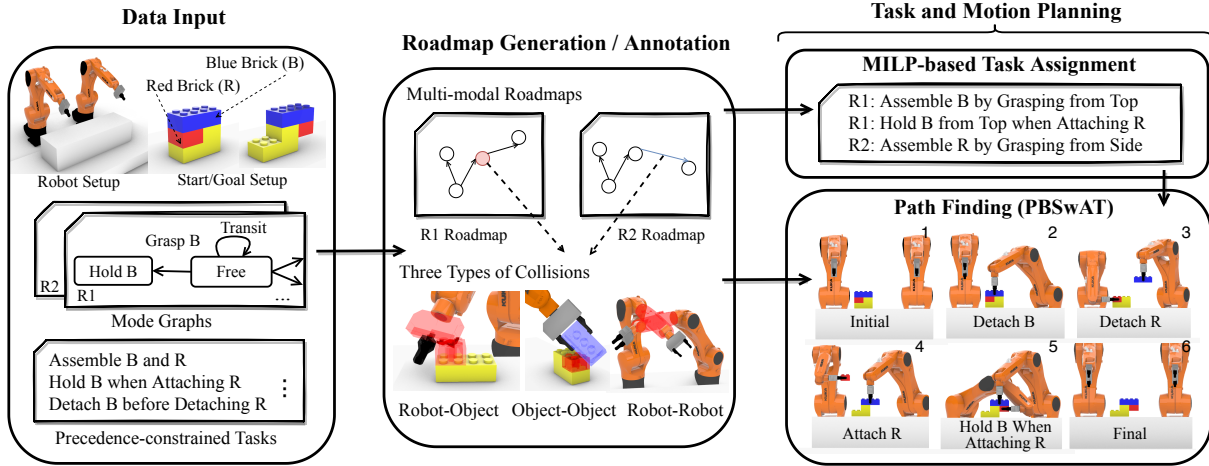 Data Input
Blue Brick (B)
Red Brick (R)
Robot Setup
Start/Goal Setup
Transit
Grasp B
Hold B
Free
R2
R1
...
Mode Graphs
Assemble B and R
Hold B when Attaching R
Detach B before Detaching R
⋮
Precedence-constrained Tasks
Roadmap Generation / Annotation
Multi-modal Roadmaps
R1 Roadmap
R2 Roadmap
Three Types of Collisions
Robot-Object
Object-Object
Robot-Robot
Task and Motion Planning
MILP-based Task Assignment
R1: Assemble B by Grasping from Top
R1: Hold B from Top when Attaching R
R2: Assemble R by Grasping from Side
Path Finding (PBSwAT)
1
2
3
Initial
Detach B
Detach R
4
5
6
Attach R
Hold B When
Attaching R
Final